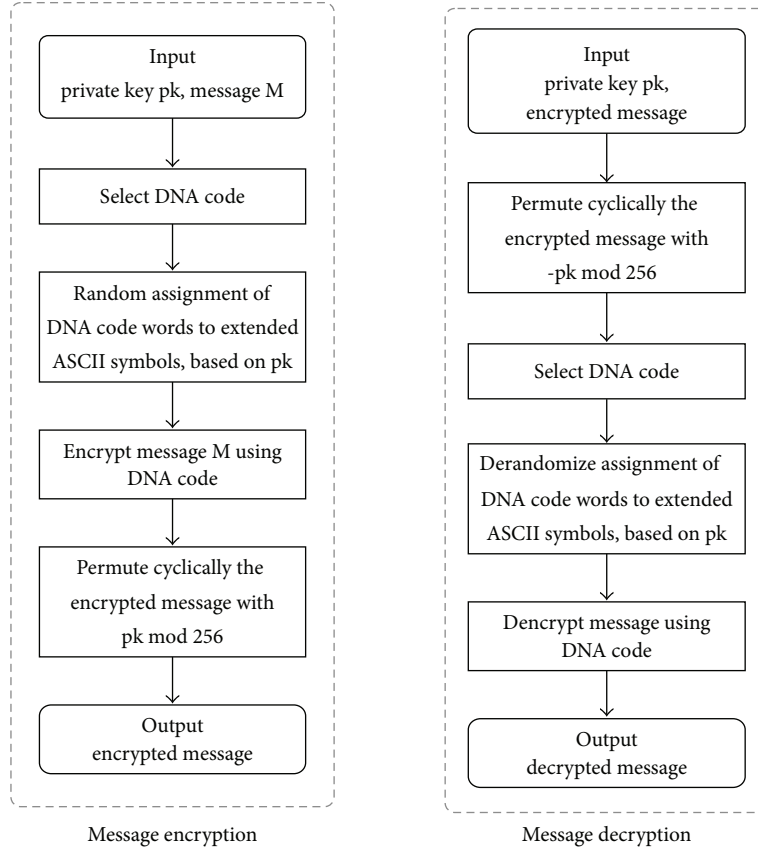 Input
private key pk, message M
Select DNA code
Random assignment of
DNA code words to extended
ASCII symbols, based on pk
Encrypt message M using
DNA code
Permute cyclically the
encrypted message with
pk mod 256
Output
encrypted message
Message encryption
Input
private key pk,
encrypted message
Permute cyclically the
encrypted message with
-pk mod 256
Select DNA code
Derandomize assignment of
DNA code words to extended
ASCII symbols, based on pk
Dencrypt message using
DNA code
Output
decrypted message
Message decryption